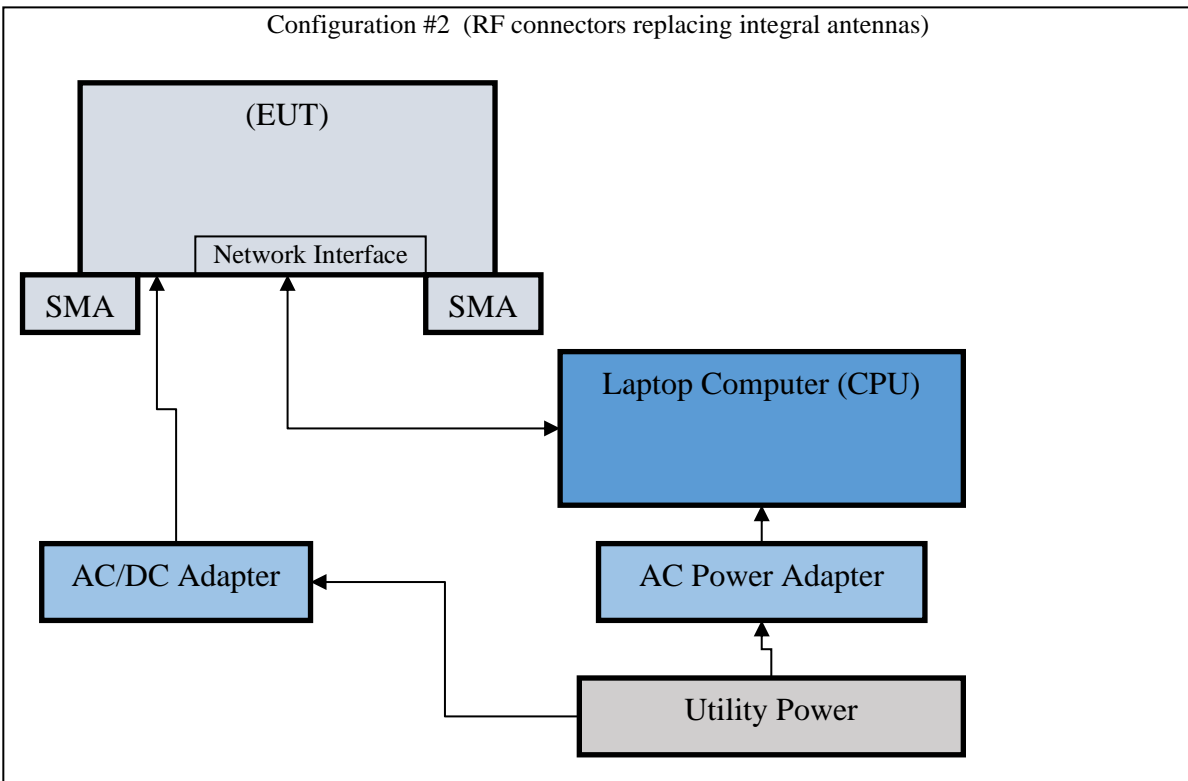 Configuration #2  (RF connectors replacing integral antennas)
(EUT)
Network Interface
SMA
SMA
Laptop Computer (CPU)
AC/DC Adapter
AC Power Adapter
Utility Power